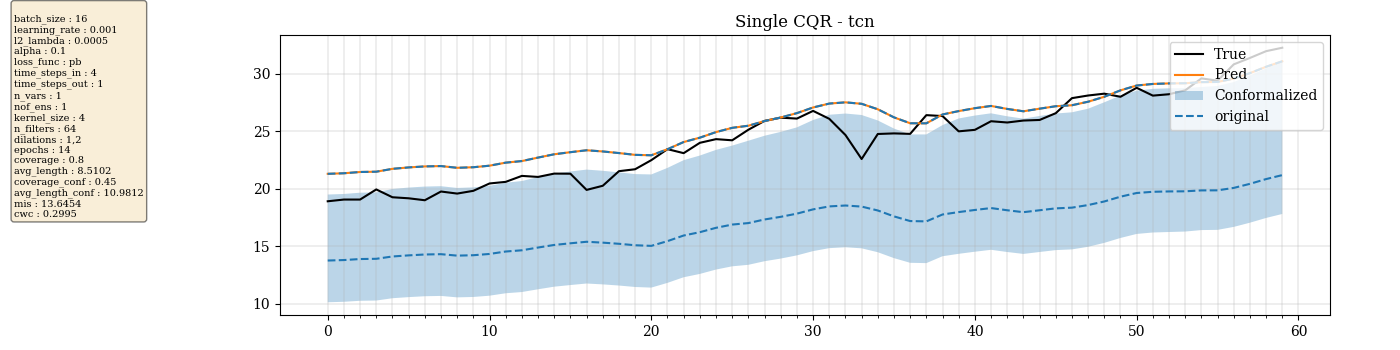 batch_size : 16
learning_rate : 0.001
l2_lambda : 0.0005
alpha : 0.1
loss_func : pb
time_steps_in : 4
time_steps_out : 1
n_vars : 1
nof_ens : 1
kernel_size : 4
n_filters : 64
dilations : 1,2
epochs : 14
coverage : 0.8
avg_length : 8.5102
coverage_conf : 0.45
avg_length_conf : 10.9812
mis : 13.6454
cwc : 0.2995
Single CQR - tcn
True
Pred
Conformalized
original
30
25
20
15
10
0 10 20 30 40 50 60